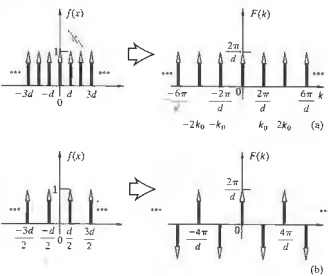 f(x) F(k)
1 2π/d
... ... ... ...
−3d −d d 3d x −6π −2π/d 0 2π/d 6π/d k
0
−2k₀ −k₀ k₀ 2k₀ (a)
f(x) F(k)
1 2π/d
... ... ... ...
−3d/2 −d/2 0 d/2 3d/2 −4π/d 0 4π/d
(b)